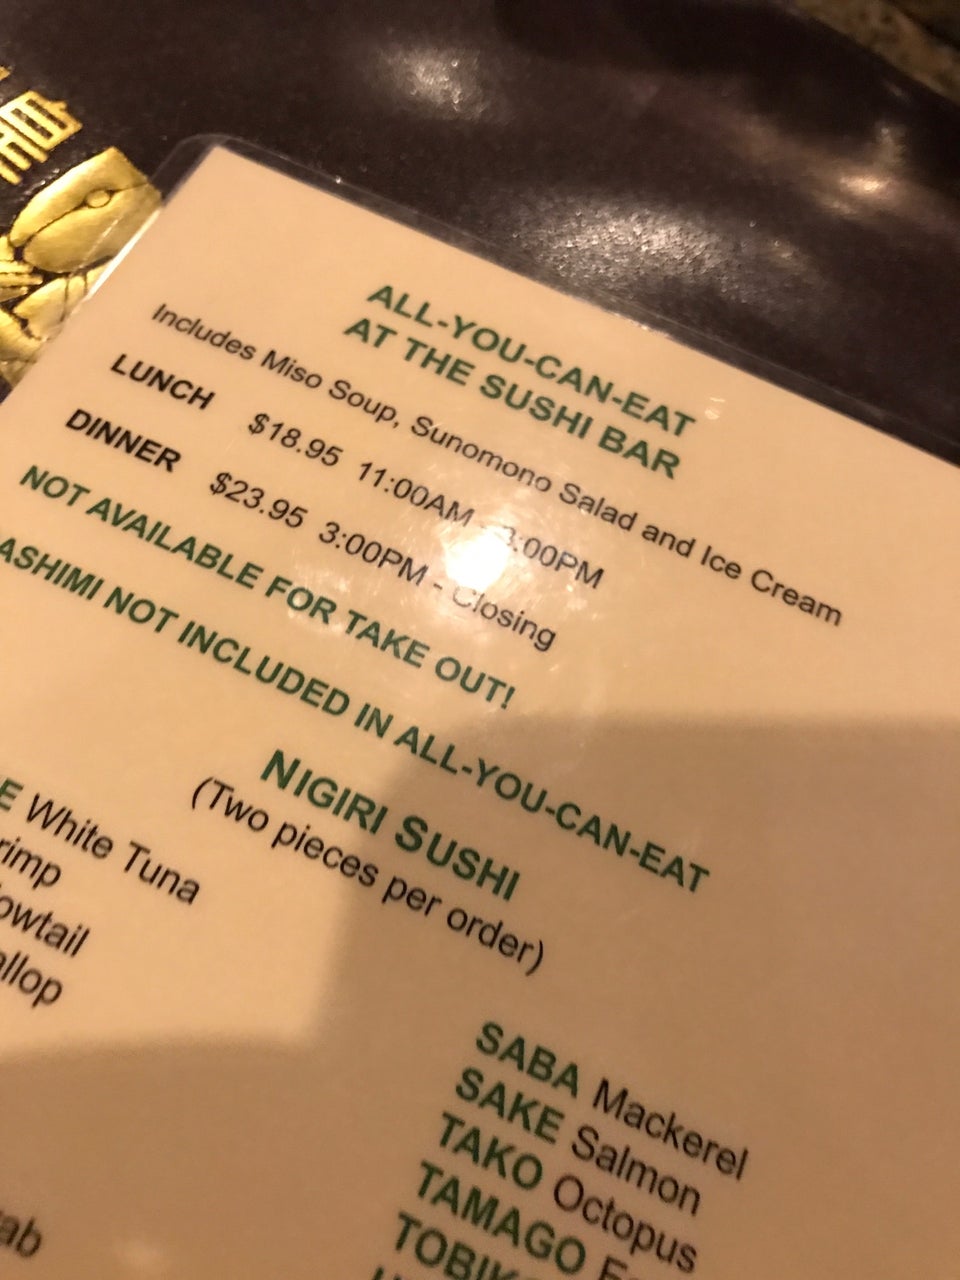 ALL-YOU-CAN-EAT
AT THE SUSHI BAR
Includes Miso Soup, Sunomono Salad and Ice Cream
LUNCH $18.95 11:00AM - 3:00PM
DINNER $23.95 3:00PM - Closing
NOT AVAILABLE FOR TAKE OUT!
ASHIMI NOT INCLUDED IN ALL-YOU-CAN-EAT
NIGIRI SUSHI
(Two pieces per order)
E White Tuna
rimp
owtail
allop
ab
SABA Mackerel
SAKE Salmon
TAKO Octopus
TAMAGO
TOBIK